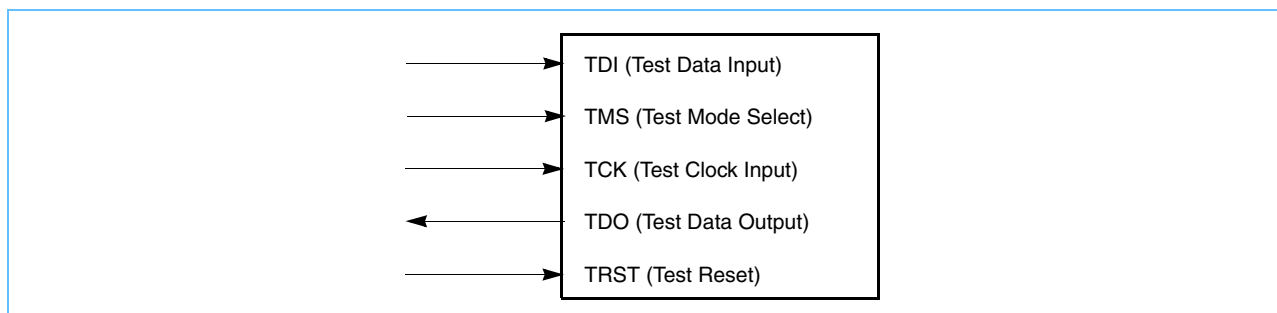 TDI (Test Data Input)
TMS (Test Mode Select)
TCK (Test Clock Input)
TDO (Test Data Output)
TRST (Test Reset)